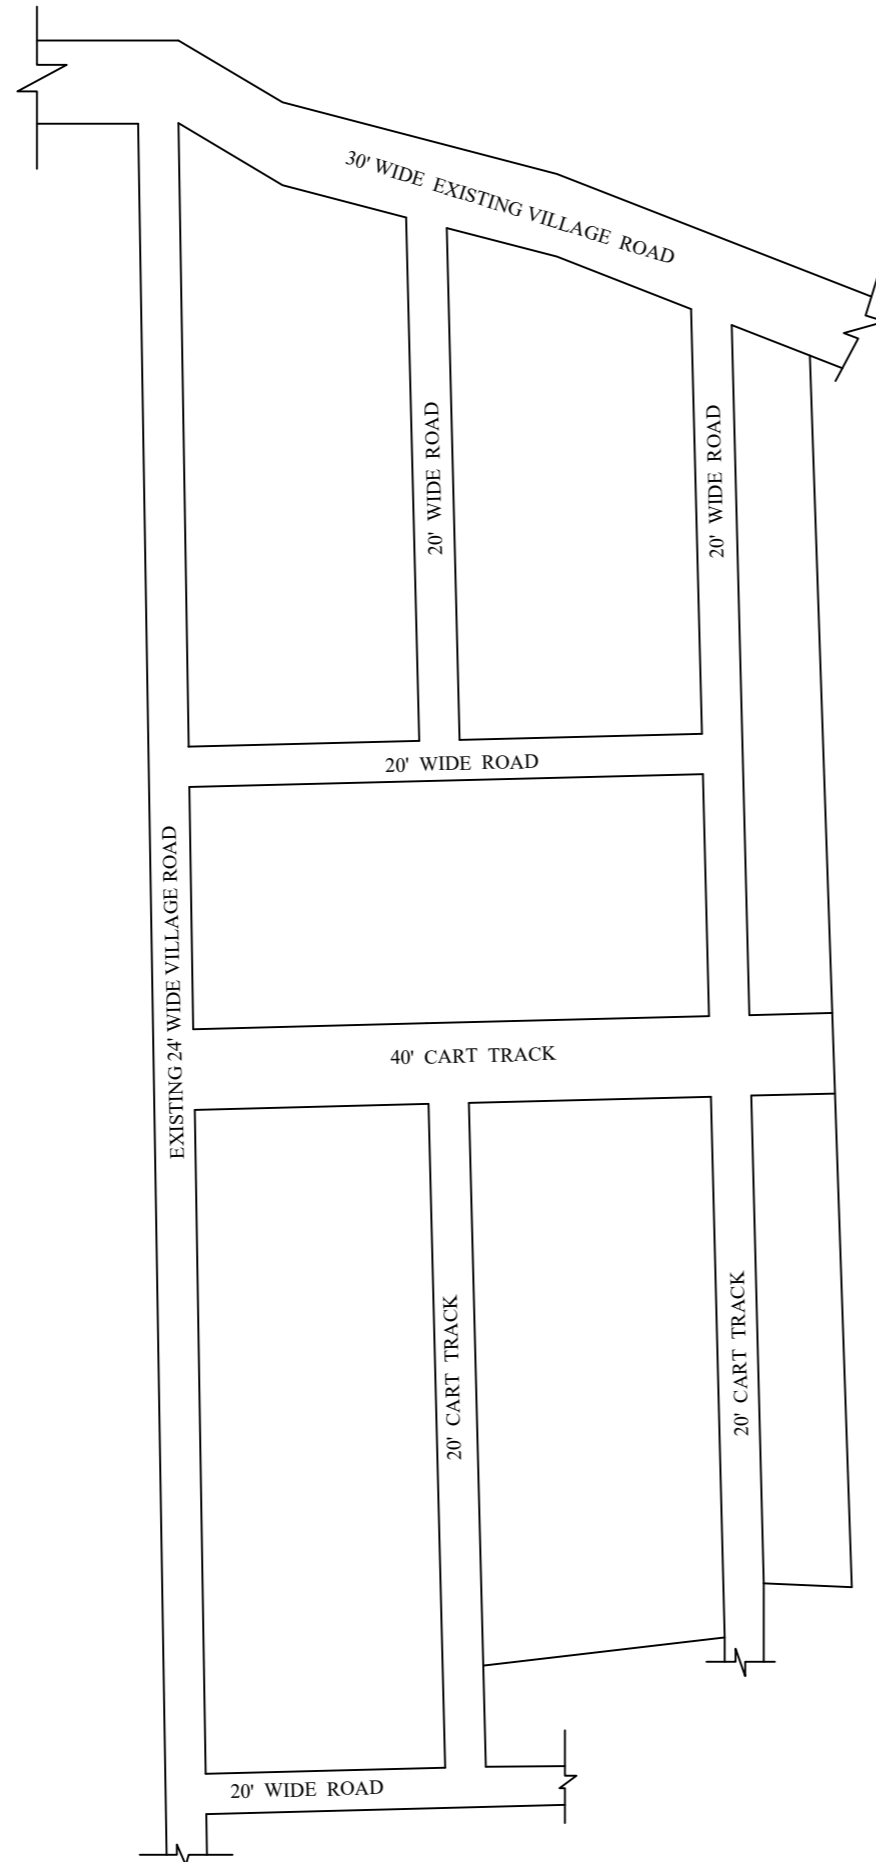 30' WIDE EXISTING VILLAGE ROAD
20' WIDE ROAD
20' WIDE ROAD
20' WIDE ROAD
EXISTING 24' WIDE VILLAGE ROAD
40' CART TRACK
20' CART TRACK
20' CART TRACK
20' WIDE ROAD